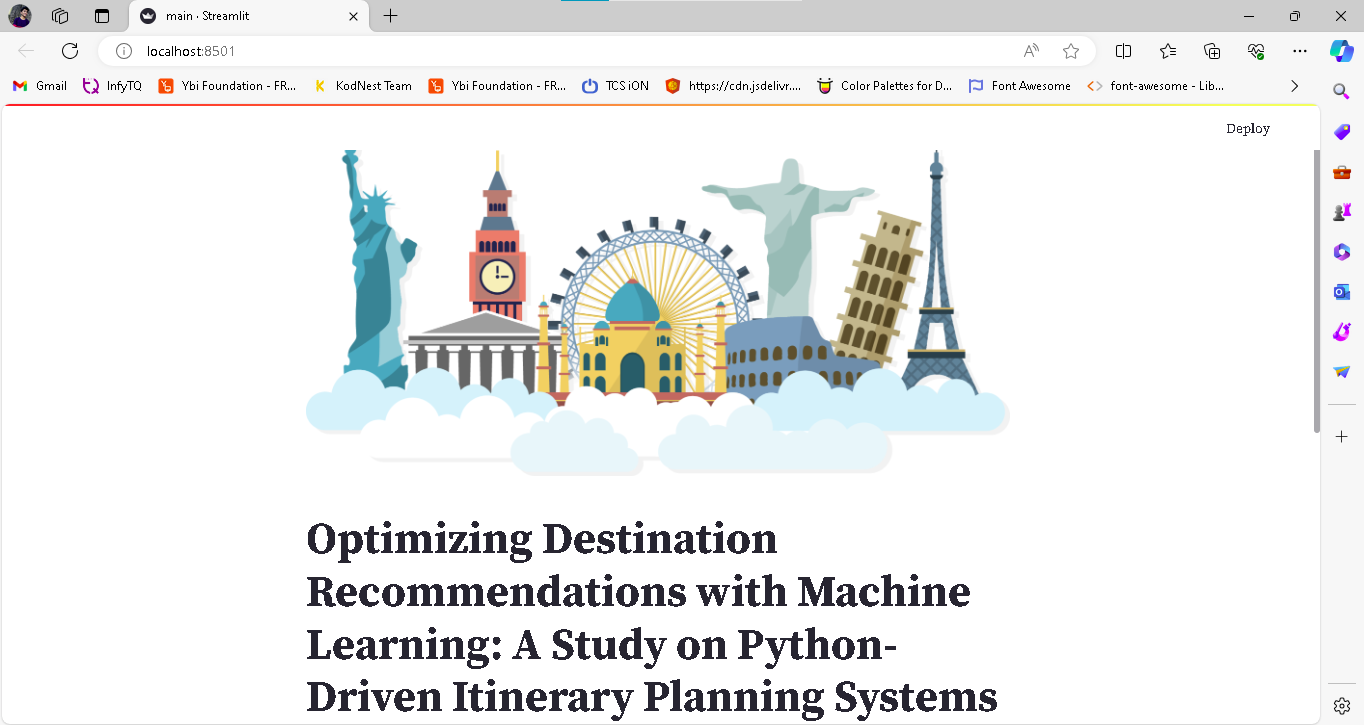 main · Streamlit
localhost:8501
Gmail
InfyTQ
Ybi Foundation - FR...
KodNest Team
Ybi Foundation - FR...
TCS iON
https://cdn.jsdelivr....
Color Palettes for D...
Font Awesome
font-awesome - Lib...
Deploy
Optimizing Destination
Recommendations with Machine
Learning: A Study on Python-
Driven Itinerary Planning Systems